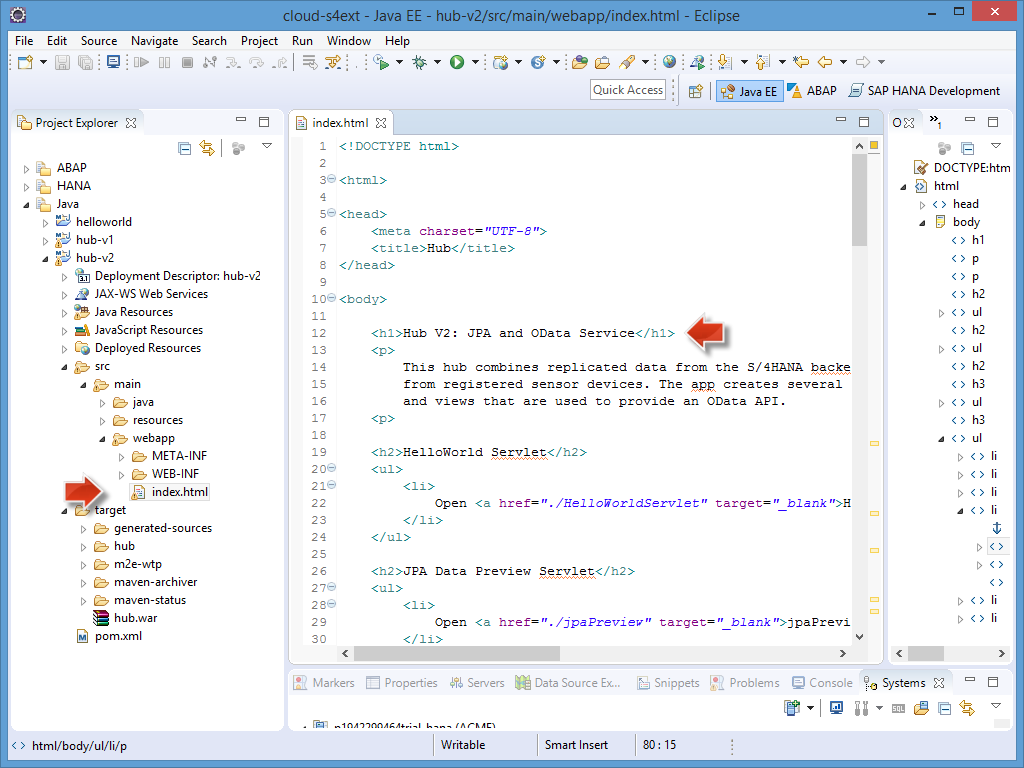 cloud-s4ext - Java EE - hub-v2/src/main/webapp/index.html - Eclipse
File Edit Source Navigate Search Project Run Window Help
Quick Access
Java EE
ABAP
SAP HANA Development
Project Explorer
ABAP
HANA
Java
helloworld
hub-v1
hub-v2
Deployment Descriptor: hub-v2
JAX-WS Web Services
Java Resources
JavaScript Resources
Deployed Resources
src
main
java
resources
webapp
META-INF
WEB-INF
index.html
target
generated-sources
hub
m2e-wtp
maven-archiver
maven-status
hub.war
pom.xml
index.html
1 <!DOCTYPE html>
2
3 <html>
4
5 <head>
6 <meta charset="UTF-8">
7 <title>Hub</title>
8 </head>
9
10 <body>
11
12 <h1>Hub V2: JPA and OData Service</h1>
13 <p>
14 This hub combines replicated data from the S/4HANA backe
15 from registered sensor devices. The app creates several
16 and views that are used to provide an OData API.
17 <p>
18
19 <h2>HelloWorld Servlet</h2>
20 <ul>
21 <li>
22 Open <a href="./HelloWorldServlet" target="_blank">H
23 </li>
24 </ul>
25
26 <h2>JPA Data Preview Servlet</h2>
27 <ul>
28 <li>
29 Open <a href="./jpaPreview" target="_blank">jpaPrevi
30 </li>
O
1
DOCTYPE:htm
html
head
body
h1
p
p
h2
ul
h2
ul
h2
h3
ul
h3
ul
li
li
li
li
li
li
Markers
Properties
Servers
Data Source Ex...
Snippets
Problems
Console
Systems
SQL
p1942299464trial-hana (ACME)
html/body/ul/li/p
Writable
Smart Insert
80 : 15